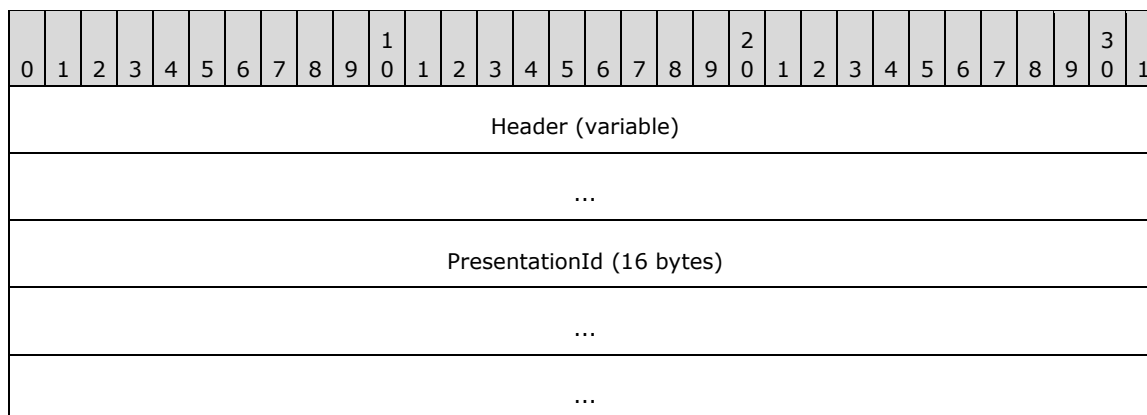 1 2 3
0 1 2 3 4 5 6 7 8 9 0 1 2 3 4 5 6 7 8 9 0 1 2 3 4 5 6 7 8 9 0 1
Header (variable)
...
PresentationId (16 bytes)
...
...